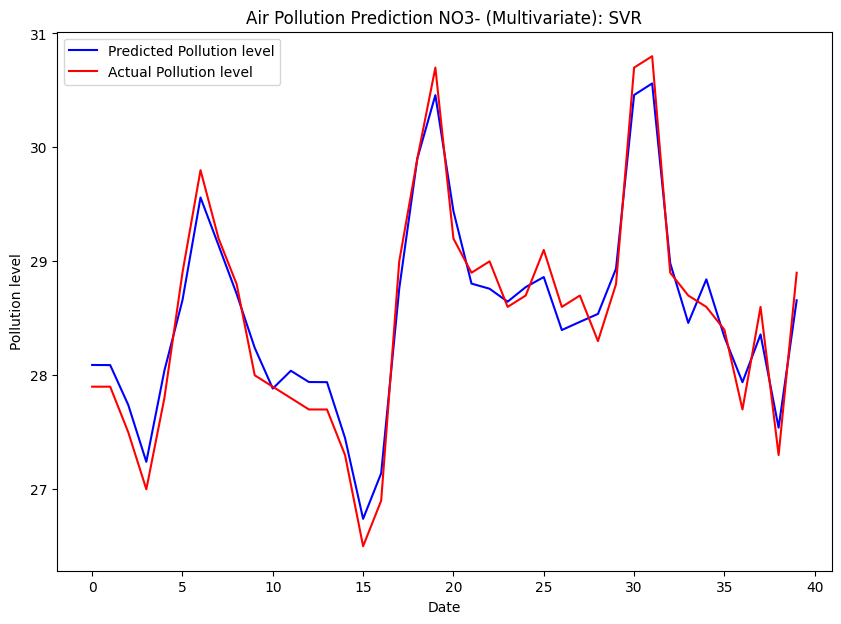 Air Pollution Prediction NO3- (Multivariate): SVR
Predicted Pollution level
Actual Pollution level
Pollution level
31
30
29
28
27
0 5 10 15 20 25 30 35 40
Date